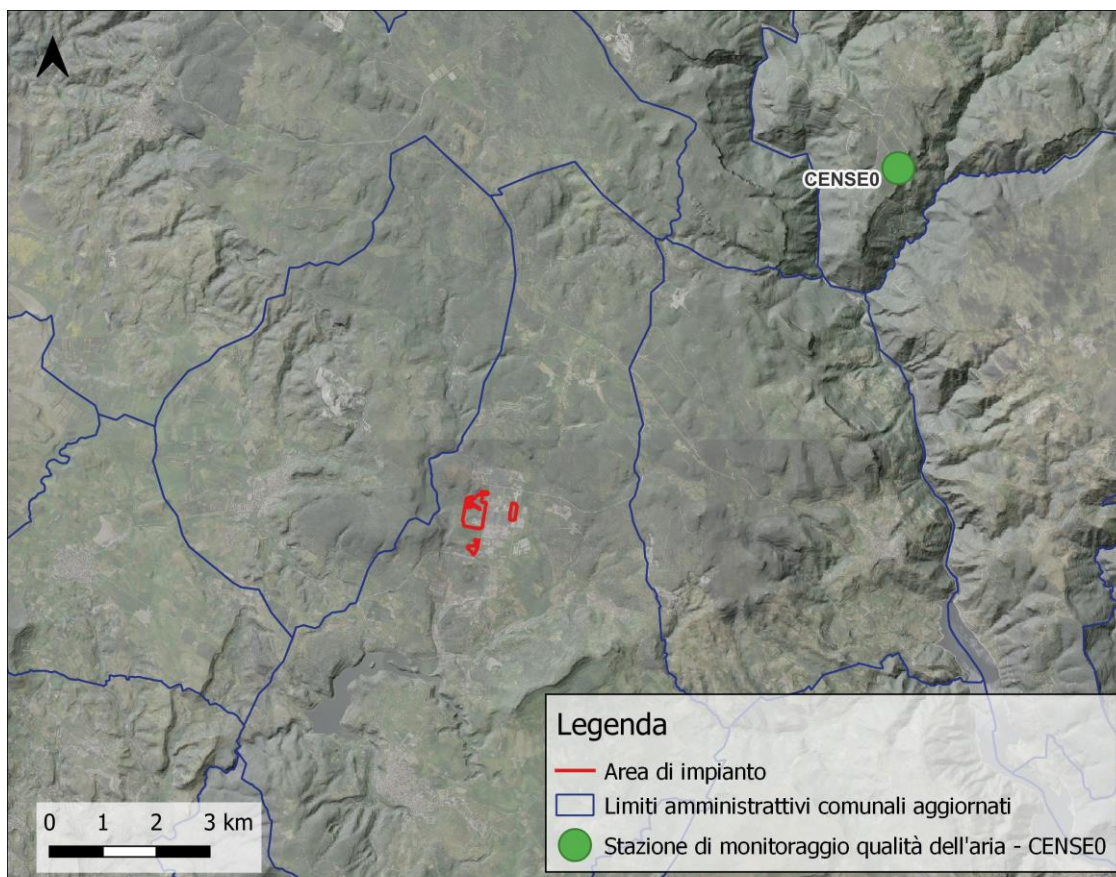 CENSE0
Legenda
Area di impianto
Limiti amministrativi comunali aggiornati
Stazione di monitoraggio qualità dell'aria - CENSE0
0 1 2 3 km